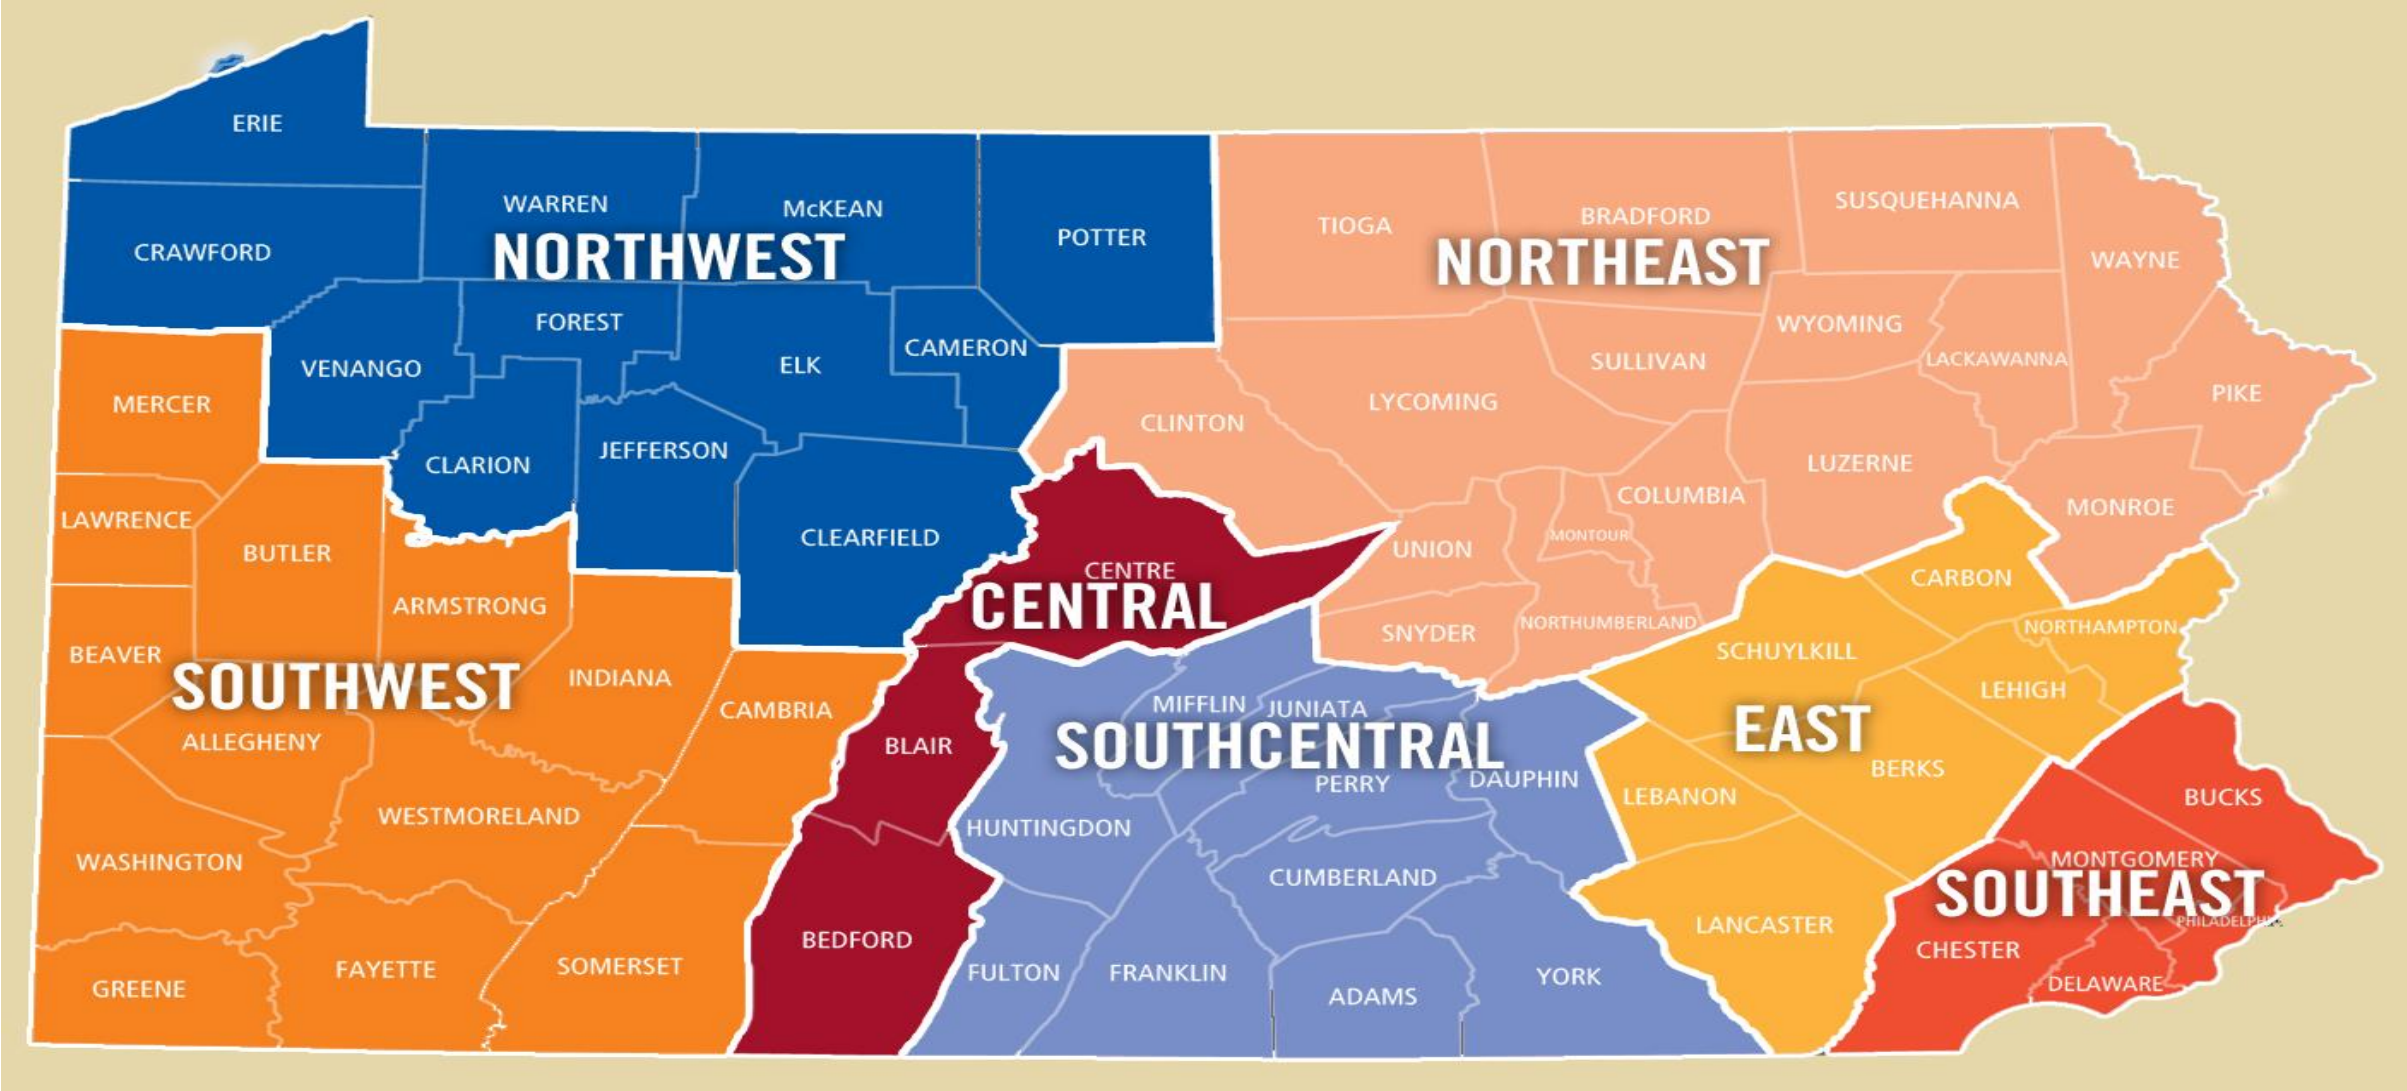 ERIE
CRAWFORD
WARREN
McKEAN
POTTER
NORTHWEST
VENANGO
FOREST
ELK
CAMERON
CLARION
JEFFERSON
CLEARFIELD
TIOGA
BRADFORD
SUSQUEHANNA
WAYNE
NORTHEAST
WYOMING
LACKAWANNA
SULLIVAN
PIKE
CLINTON
LYCOMING
LUZERNE
COLUMBIA
MONROE
MONTOUR
UNION
NORTHUMBERLAND
SNYDER
MERCER
LAWRENCE
BUTLER
ARMSTRONG
BEAVER
SOUTHWEST
INDIANA
CAMBRIA
ALLEGHENY
WESTMORELAND
WASHINGTON
GREENE
FAYETTE
SOMERSET
CENTRE
CENTRAL
BLAIR
BEDFORD
MIFFLIN
JUNIATA
SOUTHCENTRAL
PERRY
DAUPHIN
HUNTINGDON
CUMBERLAND
FULTON
FRANKLIN
ADAMS
YORK
CARBON
NORTHAMPTON
SCHUYLKILL
LEHIGH
EAST
BERKS
LEBANON
LANCASTER
BUCKS
MONTGOMERY
SOUTHEAST
PHILADELPHIA
CHESTER
DELAWARE